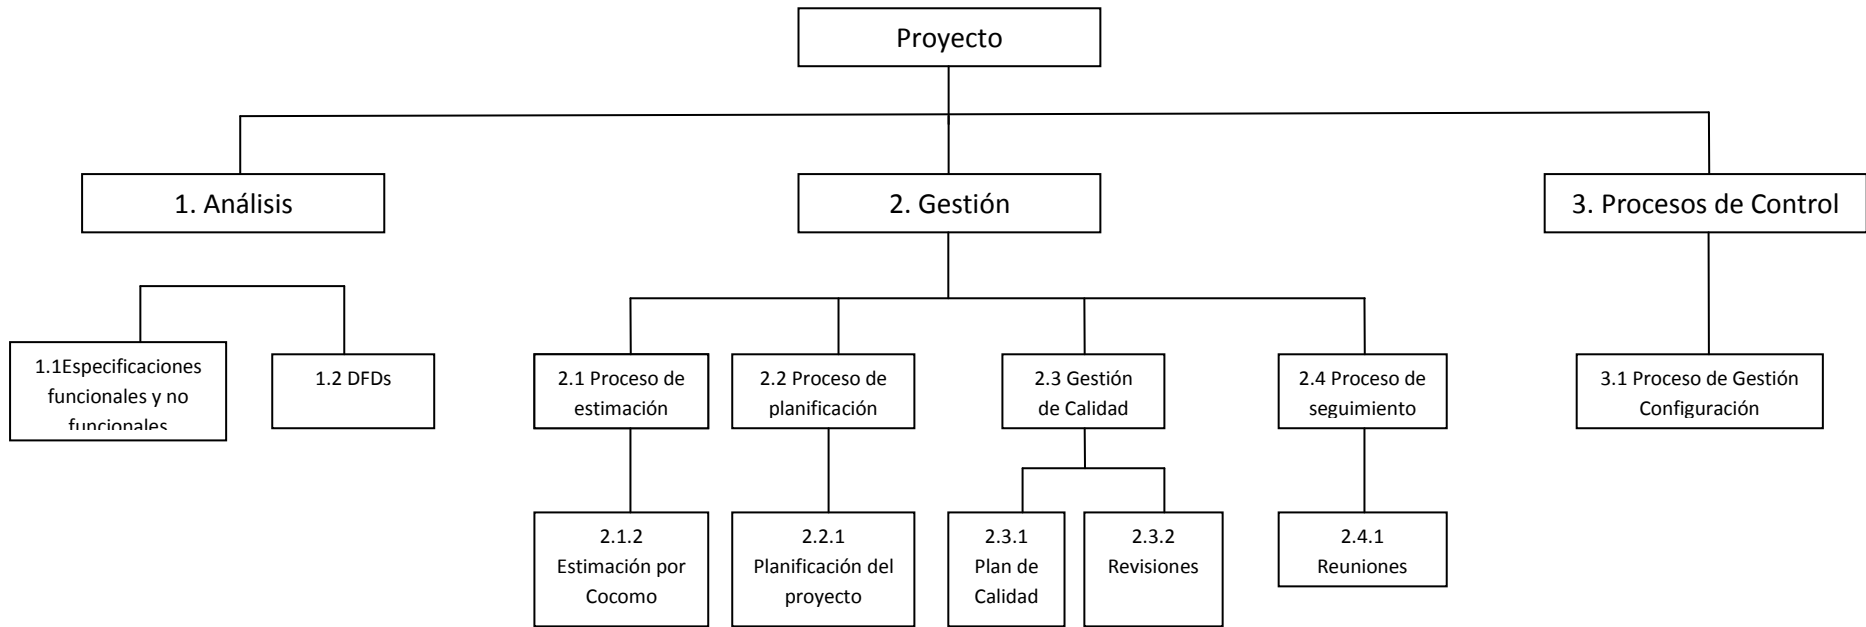 Proyecto
1. Análisis
2. Gestión
3. Procesos de Control
1.1Especificaciones
funcionales y no
funcionales
1.2 DFDs
2.1 Proceso de
estimación
2.2 Proceso de
planificación
2.3 Gestión
de Calidad
2.4 Proceso de
seguimiento
3.1 Proceso de Gestión
Configuración
2.1.2
Estimación por
Cocomo
2.2.1
Planificación del
proyecto
2.3.1
Plan de
Calidad
2.3.2
Revisiones
2.4.1
Reuniones